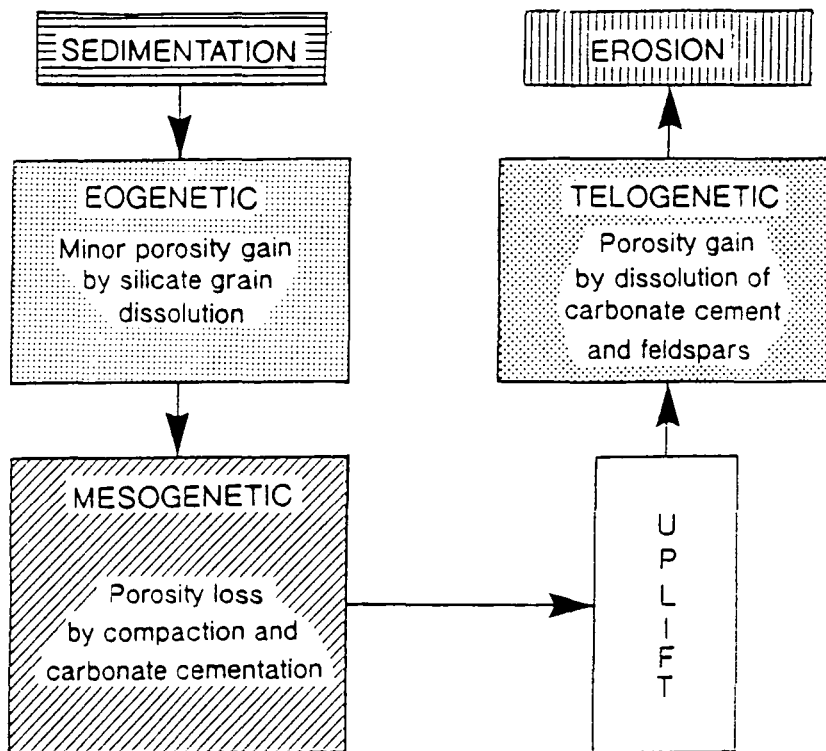 SEDIMENTATION
EROSION
EOGENETIC
Minor porosity gain
by silicate grain
dissolution
TELOGENETIC
Porosity gain
by dissolution of
carbonate cement
and feldspars
MESOGENETIC
Porosity loss
by compaction and
carbonate cementation
UPLIFT